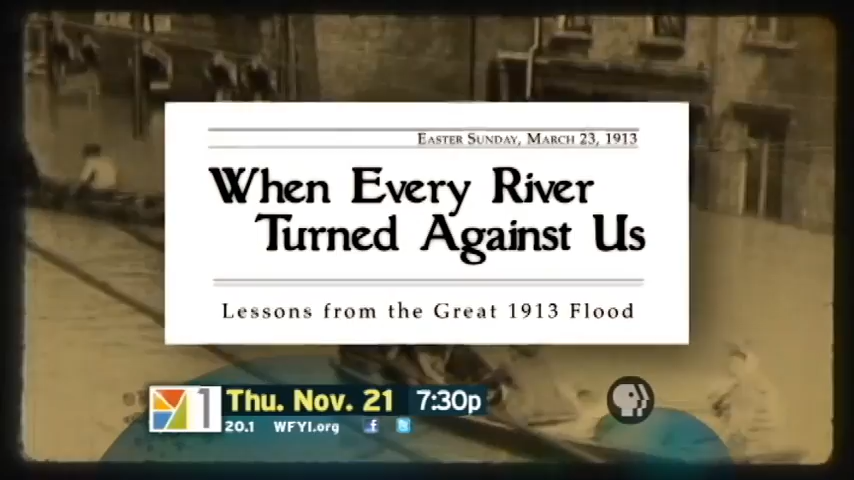 Easter Sunday, March 23, 1913
When Every River
Turned Against Us
Lessons from the Great 1913 Flood
1 Thu. Nov. 21 7:30p
20.1 WFYI.org